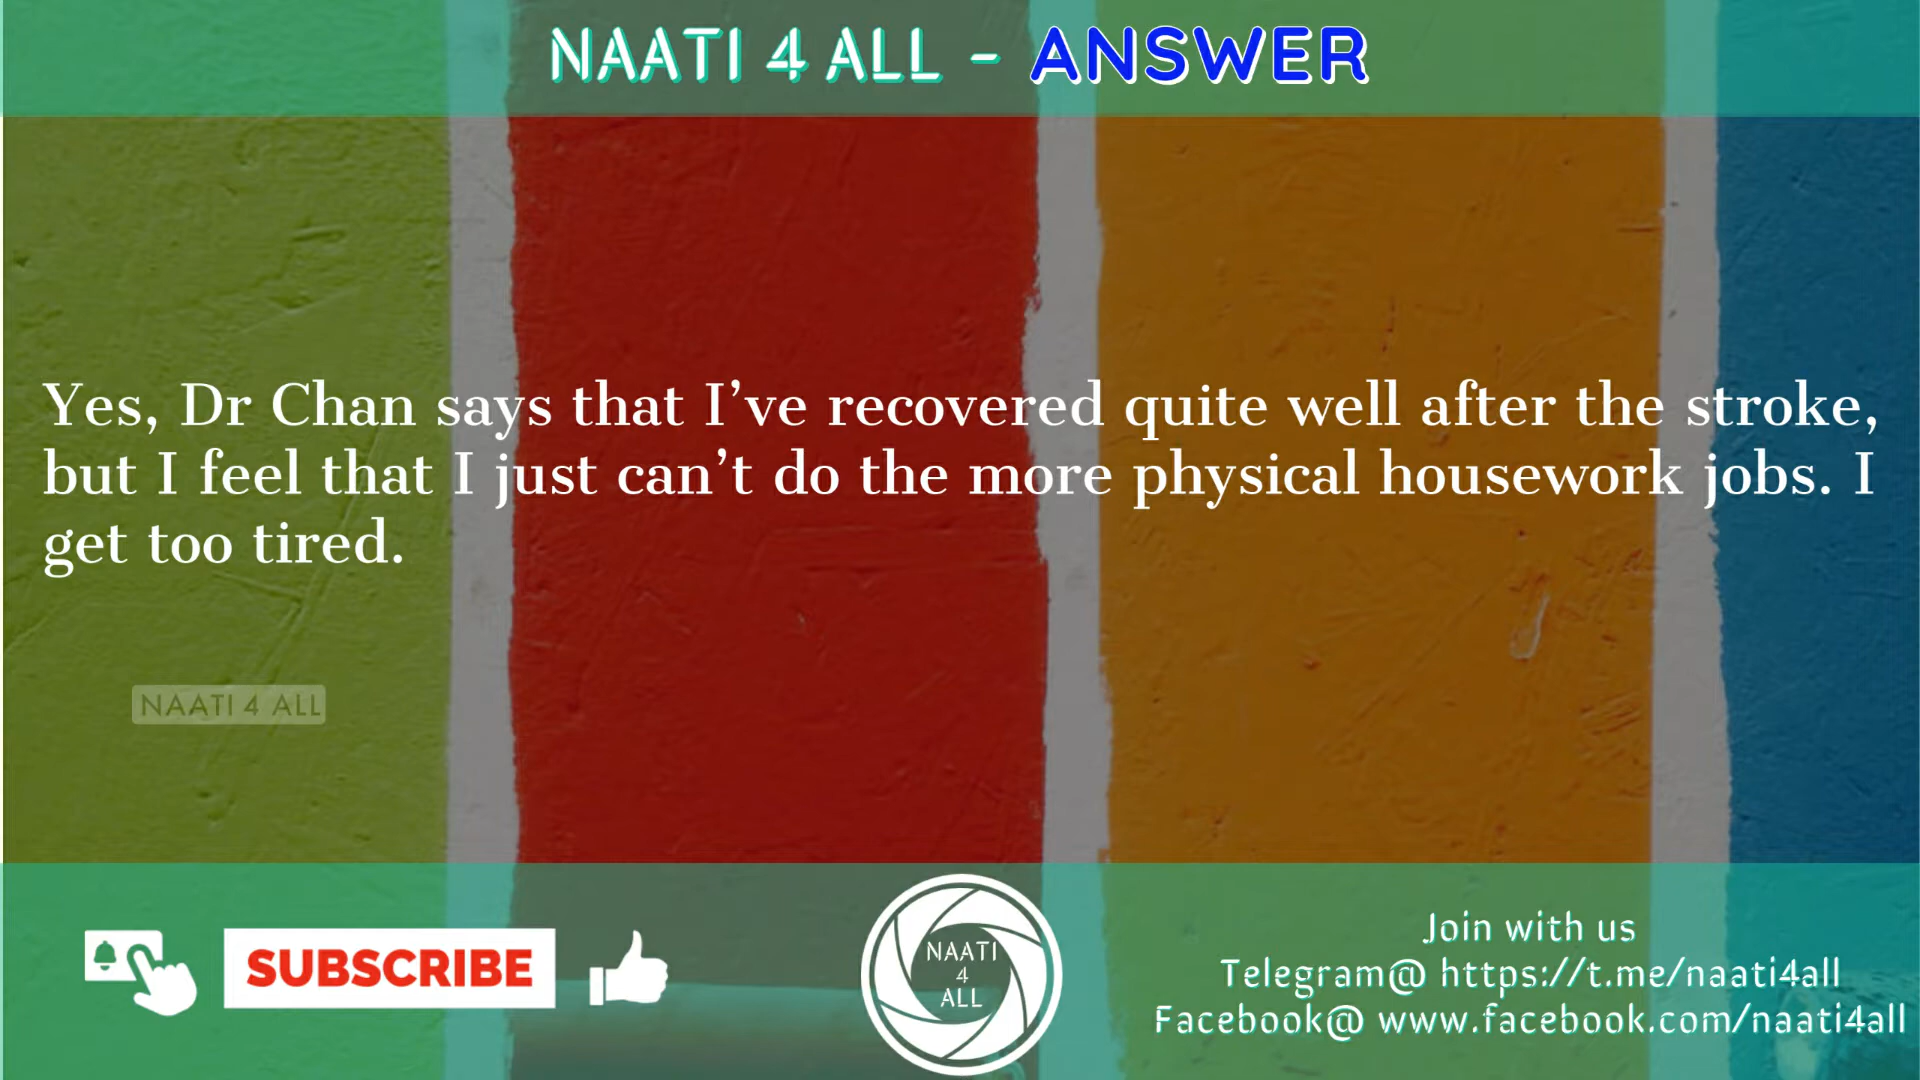 NAATI 4 ALL - ANSWER
Yes, Dr Chan says that I’ve recovered quite well after the stroke,
but I feel that I just can’t do the more physical housework jobs. I
get too tired.
NAATI 4 ALL
SUBSCRIBE
NAATI
4
ALL
Join with us
Telegram@ https://t.me/naati4all
Facebook@ www.facebook.com/naati4all